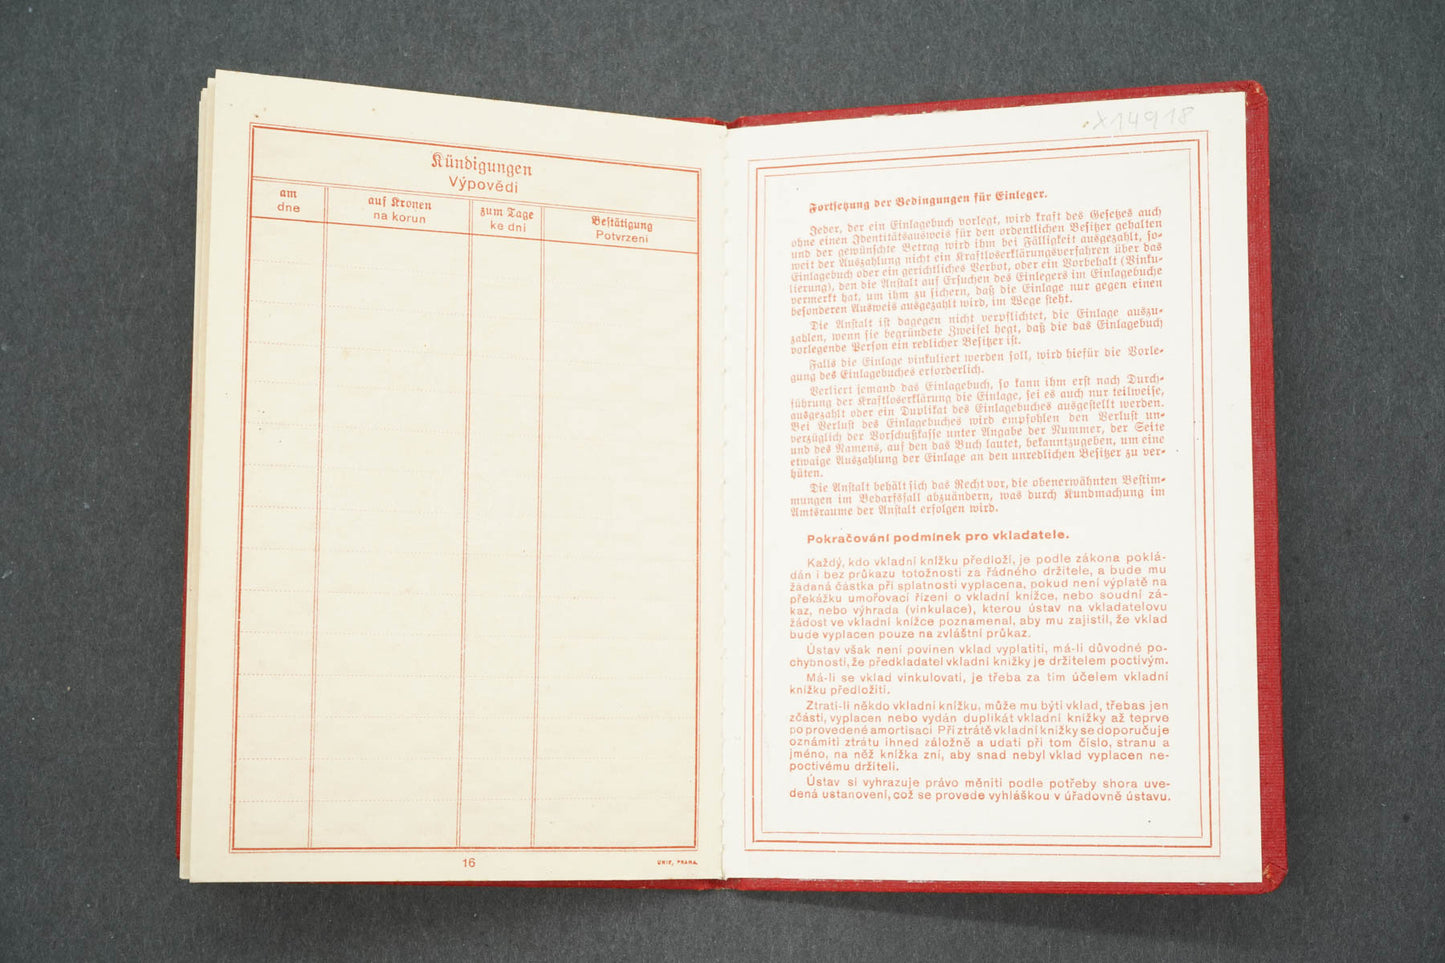 Kündigungen
Výpovědi
am
dne
auf Kronen
na korun
zum Tage
ke dni
Bestätigung
Potvrzení
16
UNIE, PRAHA.
X14918
Fortsetzung der Bedingungen für Einleger.
Jeder, der ein Einlagebuch vorlegt, wird kraft des Gesetzes auch
ohne einen Identitätsausweis für den ordentlichen Besitzer gehalten
und der gewünschte Betrag wird ihm bei Fälligkeit ausgezahlt, so-
weit der Auszahlung nicht ein Kraftloserklärungsverfahren über das
Einlagebuch oder ein gerichtliches Verbot, oder ein Vorbehalt (Vinku-
lierung), den die Anstalt auf Ersuchen des Einlegers im Einlagebuche
vermerkt hat, um ihm zu sichern, daß die Einlage nur gegen einen
besonderen Ausweis ausgezahlt wird, im Wege steht.
Die Anstalt ist dagegen nicht verpflichtet, die Einlage auszu-
zahlen, wenn sie begründete Zweifel hegt, daß die das Einlagebuch
vorlegende Person ein redlicher Besitzer ist.
Falls die Einlage vinkuliert werden soll, wird hiefür die Vorle-
gung des Einlagebuches erforderlich.
Verliert jemand das Einlagebuch, so kann ihm erst nach Durch-
führung der Kraftloserklärung die Einlage, sei es auch nur teilweise,
ausgezahlt oder ein Duplikat des Einlagebuches ausgestellt werden.
Bei Verlust des Einlagebuches wird empfohlen den Verlust un-
verzüglich der Vorschußkasse unter Angabe der Nummer, der Seite
und des Namens, auf den das Buch lautet, bekanntzugeben, um eine
etwaige Auszahlung der Einlage an den unredlichen Besitzer zu ver-
hüten.
Die Anstalt behält sich das Recht vor, die obenerwähnten Bestim-
mungen im Bedarfsfall abzuändern, was durch Kundmachung im
Amtsraume der Anstalt erfolgen wird.
Pokračování podmínek pro vkladatele.
Každý, kdo vkladní knížku předloží, je podle zákona poklá-
dán i bez průkazu totožnosti za řádného držitele, a bude mu
žádaná částka při splatnosti vyplacena, pokud není výplatě na
překážku umořovací řízení o vkladní knížce, nebo soudní zá-
kaz, nebo výhrada (vinkulace), kterou ústav na vkladatelovu
žádost ve vkladní knížce poznamenal, aby mu zajistil, že vklad
bude vyplacen pouze na zvláštní průkaz.
Ústav však není povinen vklad vyplatiti, má-li důvodné po-
chybnosti, že předkladatel vkladní knížky je držitelem poctivým.
Má-li se vklad vinkulovati, je třeba za tím účelem vkladní
knížku předložiti.
Ztratí-li někdo vkladní knížku, může mu býti vklad, třebas jen
zčásti, vyplacen nebo vydán duplikát vkladní knížky až teprve
po provedené amortisaci Při ztrátě vkladní knížky se doporučuje
oznámiti ztrátu ihned záložně a udati při tom číslo, stranu a
jméno, na něž knížka zní, aby snad nebyl vklad vyplacen ne-
poctivému držiteli.
Ústav si vyhrazuje právo měniti podle potřeby shora uve-
dená ustanovení, což se provede vyhláškou v úřadovně ústavu.